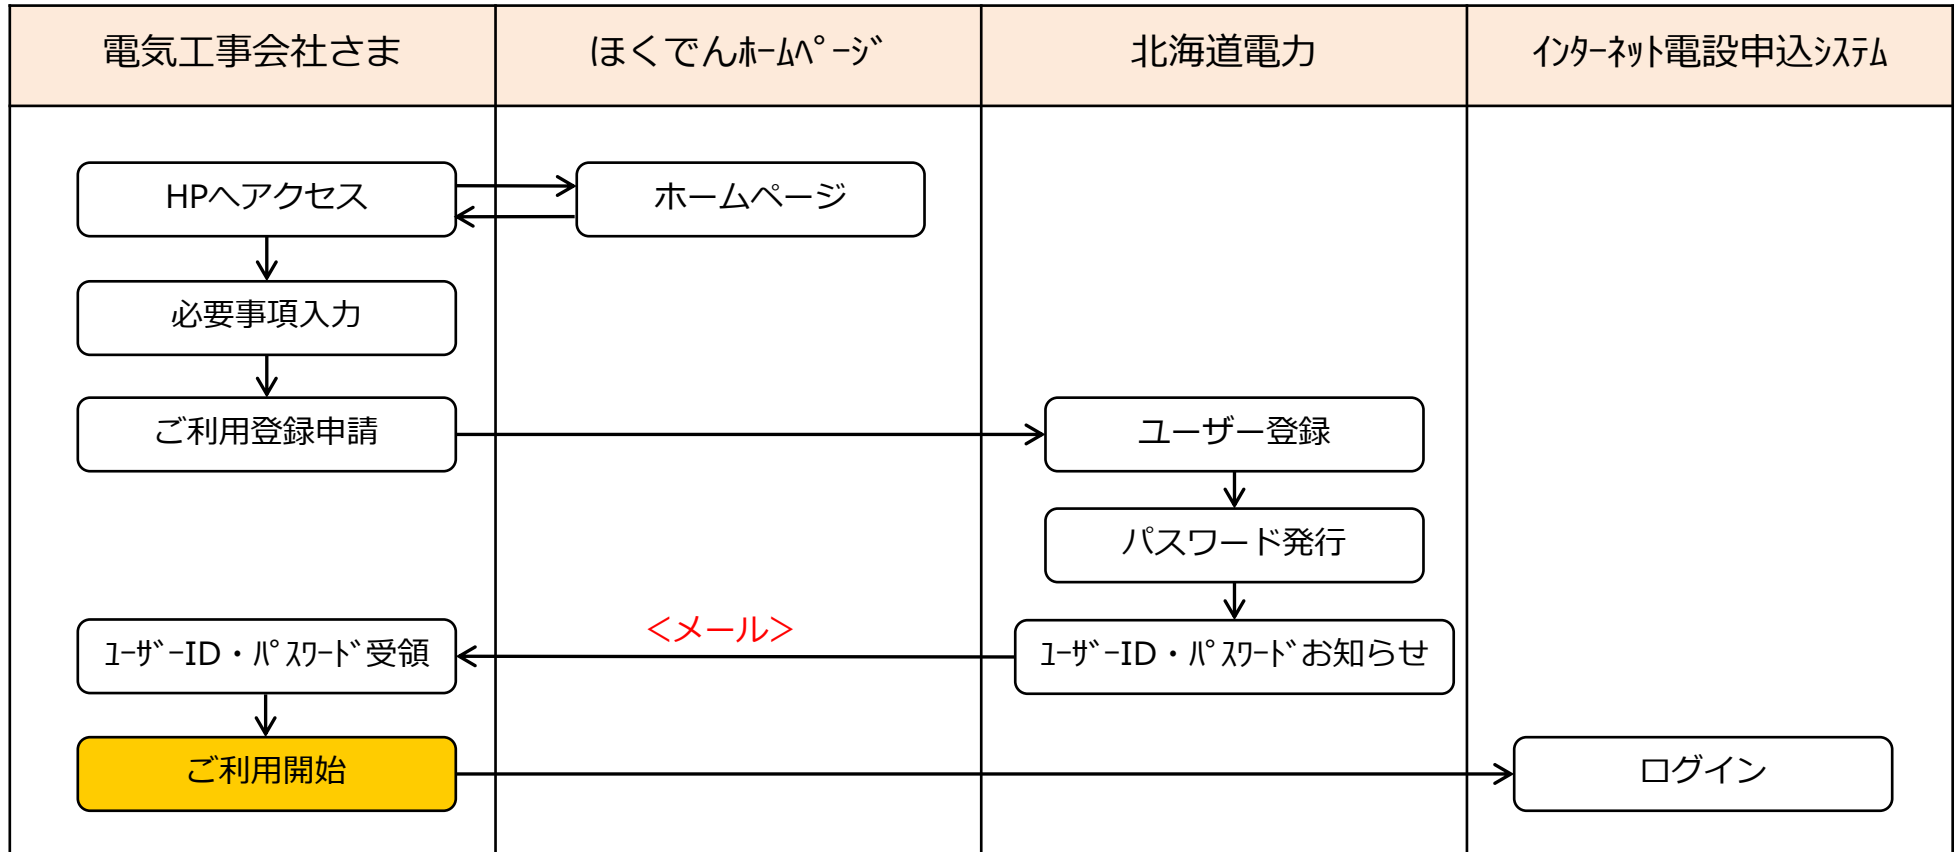 電気工事会社さま
ほくでんﾎｰﾑﾍﾟｰｼﾞ
北海道電力
ｲﾝﾀｰﾈｯﾄ電設申込ｼｽﾃﾑ
HPへアクセス
ホームページ
必要事項入力
ご利用登録申請
ユーザー登録
パスワード発行
<メール>
ﾕｰｻﾞｰID・ﾊﾟｽﾜｰﾄﾞ受領
ﾕｰｻﾞｰID・ﾊﾟｽﾜｰﾄﾞお知らせ
ご利用開始
ログイン